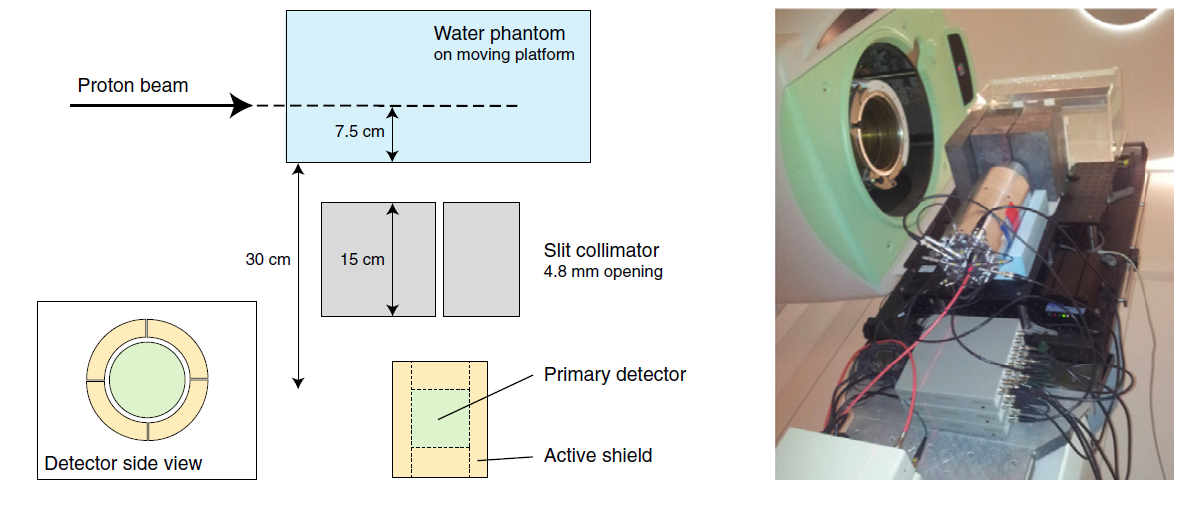 Water phantom
on moving platform
Proton beam
7.5 cm
30 cm
15 cm
Slit collimator
4.8 mm opening
Primary detector
Active shield
Detector side view